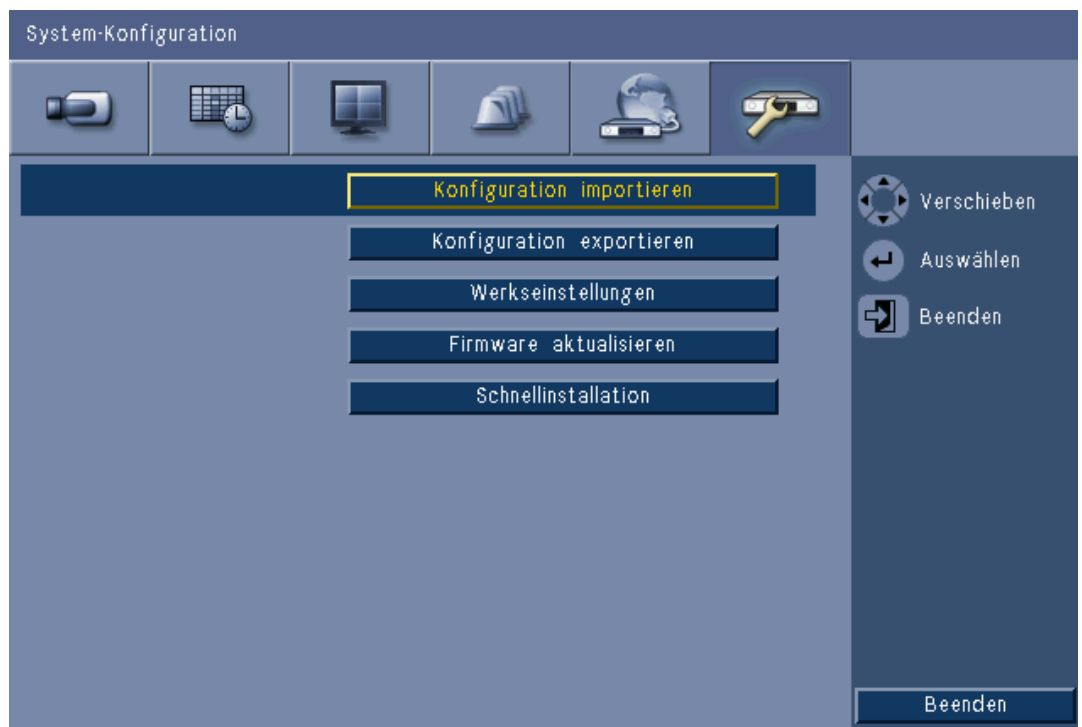 System-Konfiguration
Konfiguration importieren
Konfiguration exportieren
Werkseinstellungen
Firmware aktualisieren
Schnellinstallation
Verschieben
Auswählen
Beenden
Beenden